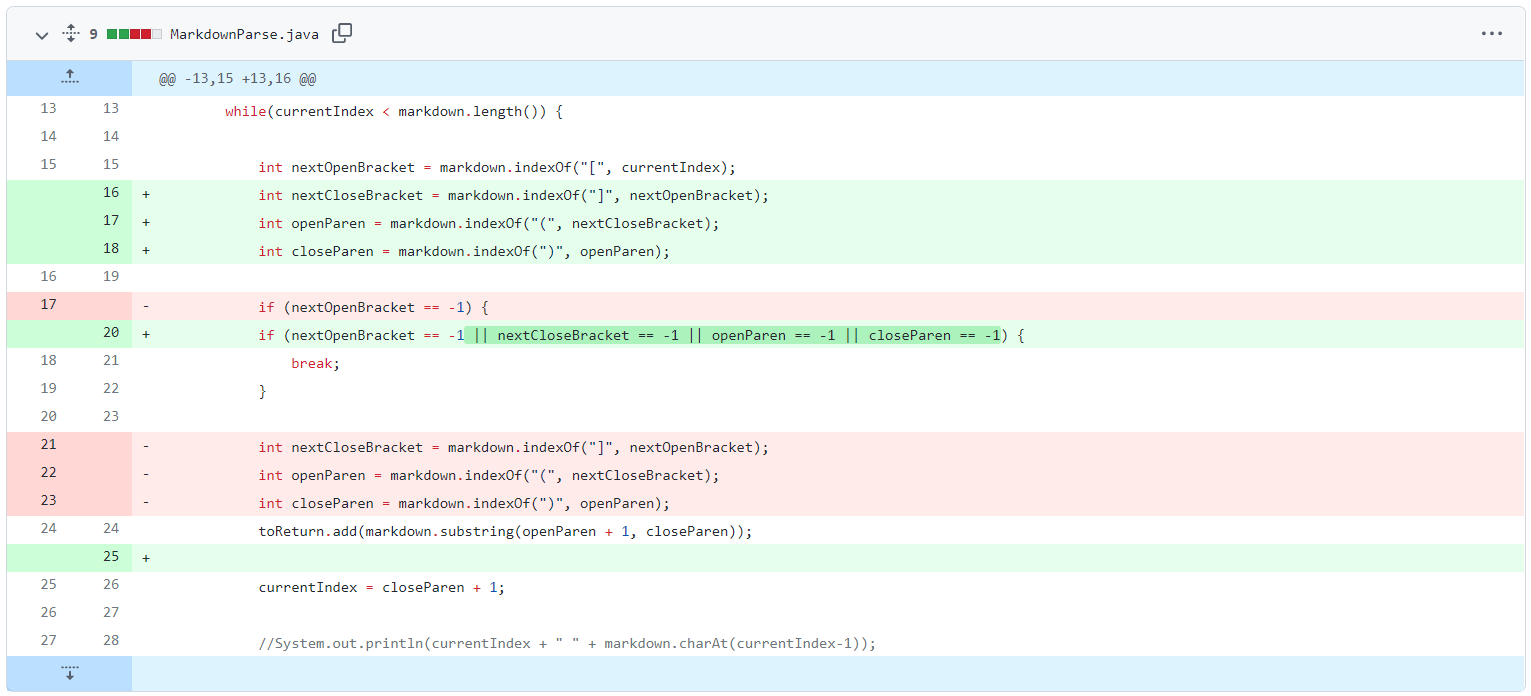 9 MarkdownParse.java
@@ -13,15 +13,16 @@
13 13 while(currentIndex < markdown.length()) {
14 14
15 15 int nextOpenBracket = markdown.indexOf("[", currentIndex);
16 + int nextCloseBracket = markdown.indexOf("]", nextOpenBracket);
17 + int openParen = markdown.indexOf("(", nextCloseBracket);
18 + int closeParen = markdown.indexOf(")", openParen);
16 19
17 - if (nextOpenBracket == -1) {
20 + if (nextOpenBracket == -1 || nextCloseBracket == -1 || openParen == -1 || closeParen == -1) {
18 21 break;
19 22 }
20 23
21 - int nextCloseBracket = markdown.indexOf("]", nextOpenBracket);
22 - int openParen = markdown.indexOf("(", nextCloseBracket);
23 - int closeParen = markdown.indexOf(")", openParen);
24 24 toReturn.add(markdown.substring(openParen + 1, closeParen));
25 +
25 26 currentIndex = closeParen + 1;
26 27
27 28 //System.out.println(currentIndex + " " + markdown.charAt(currentIndex-1));